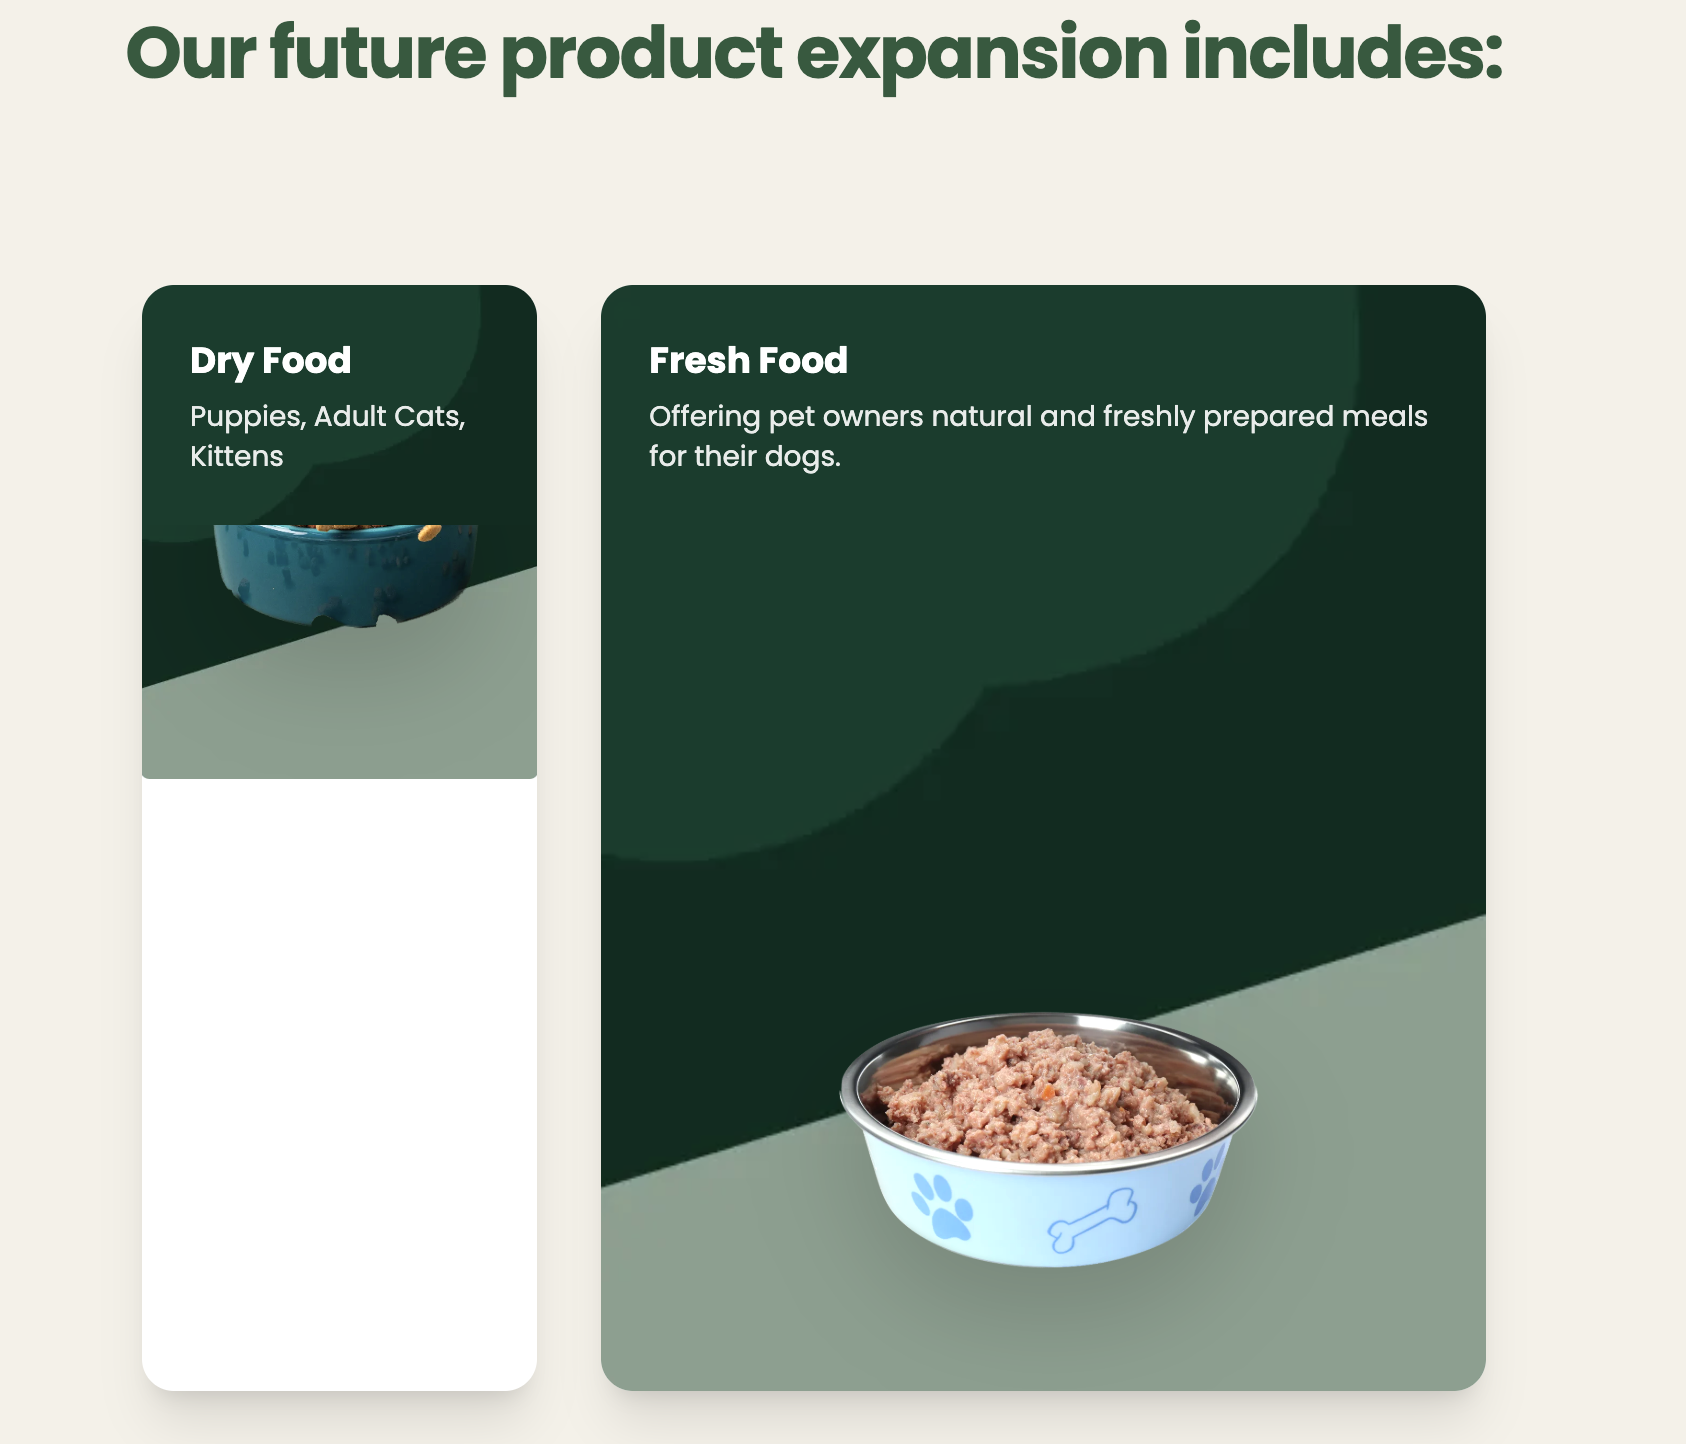 Our future product expansion includes:
Dry Food
Puppies, Adult Cats,
Kittens
Fresh Food
Offering pet owners natural and freshly prepared meals
for their dogs.